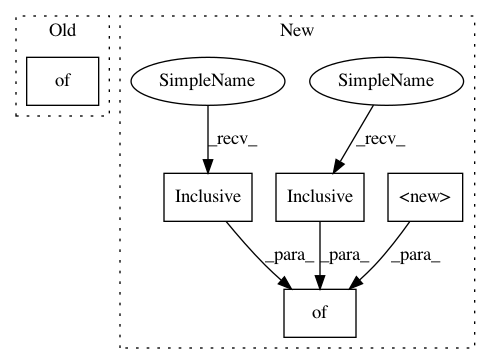 Old
New
of
SimpleName
SimpleName
_recv_
_recv_
Inclusive
Inclusive
<new>
_para_
_para_
_para_
of